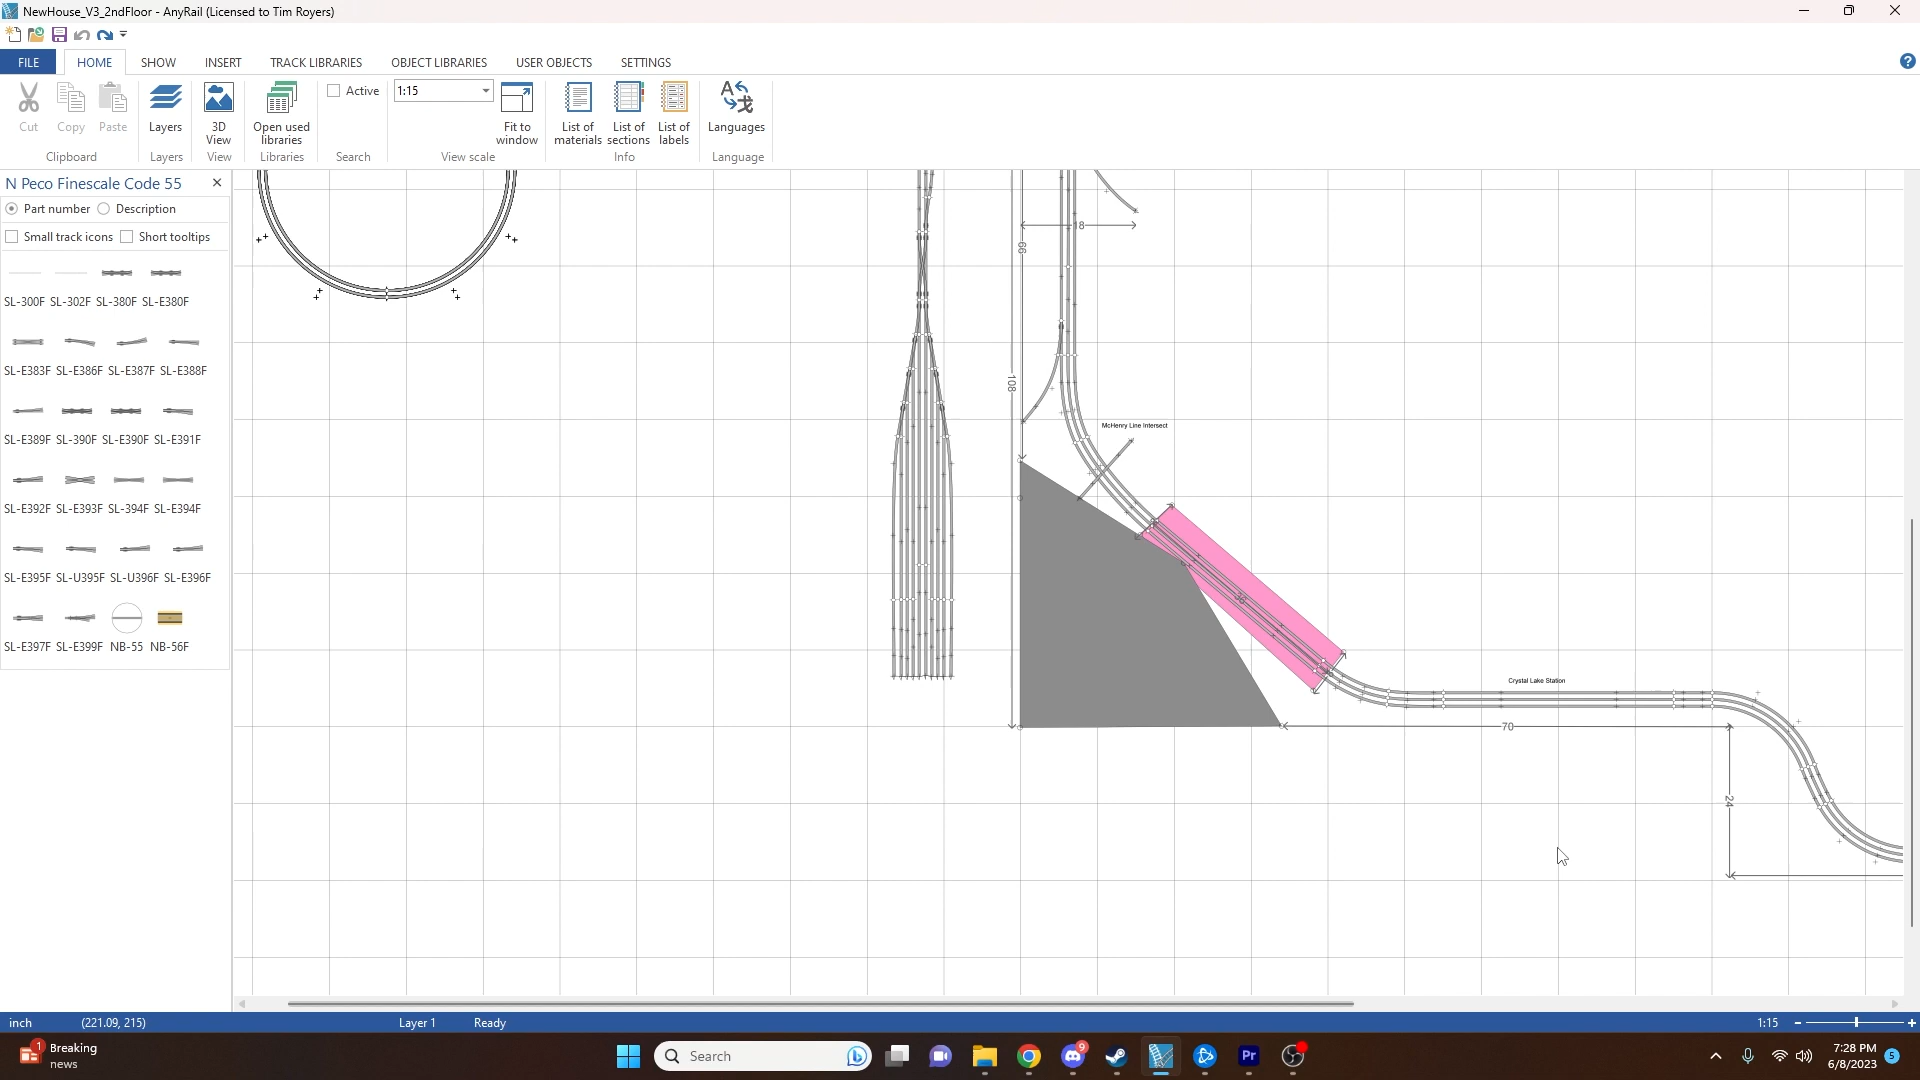 NewHouse_V3_2ndFloor - AnyRail (Licensed to Tim Royers)
FILE HOME SHOW INSERT TRACK LIBRARIES OBJECT LIBRARIES USER OBJECTS SETTINGS
Cut Copy Paste
Clipboard
Layers
Layers
3D View
View
Open used libraries
Libraries
Active
Search
1:15
Fit to window
View scale
List of materials
List of sections
List of labels
Info
Languages
Language
N Peco Finescale Code 55
Part number Description
Small track icons Short tooltips
SL-300F SL-302F SL-380F SL-E380F
SL-E383F SL-E386F SL-E387F SL-E388F
SL-E389F SL-390F SL-E390F SL-E391F
SL-E392F SL-E393F SL-394F SL-E394F
SL-E395F SL-U395F SL-U396F SL-E396F
SL-E397F SL-E399F NB-55 NB-56F
18
66
108
McHenry Line Intersect
36
Crystal Lake Station
70
24
inch (221.09, 215) Layer 1 Ready 1:15
1
Breaking news
Search
9
Pr
7:28 PM
6/8/2023
5